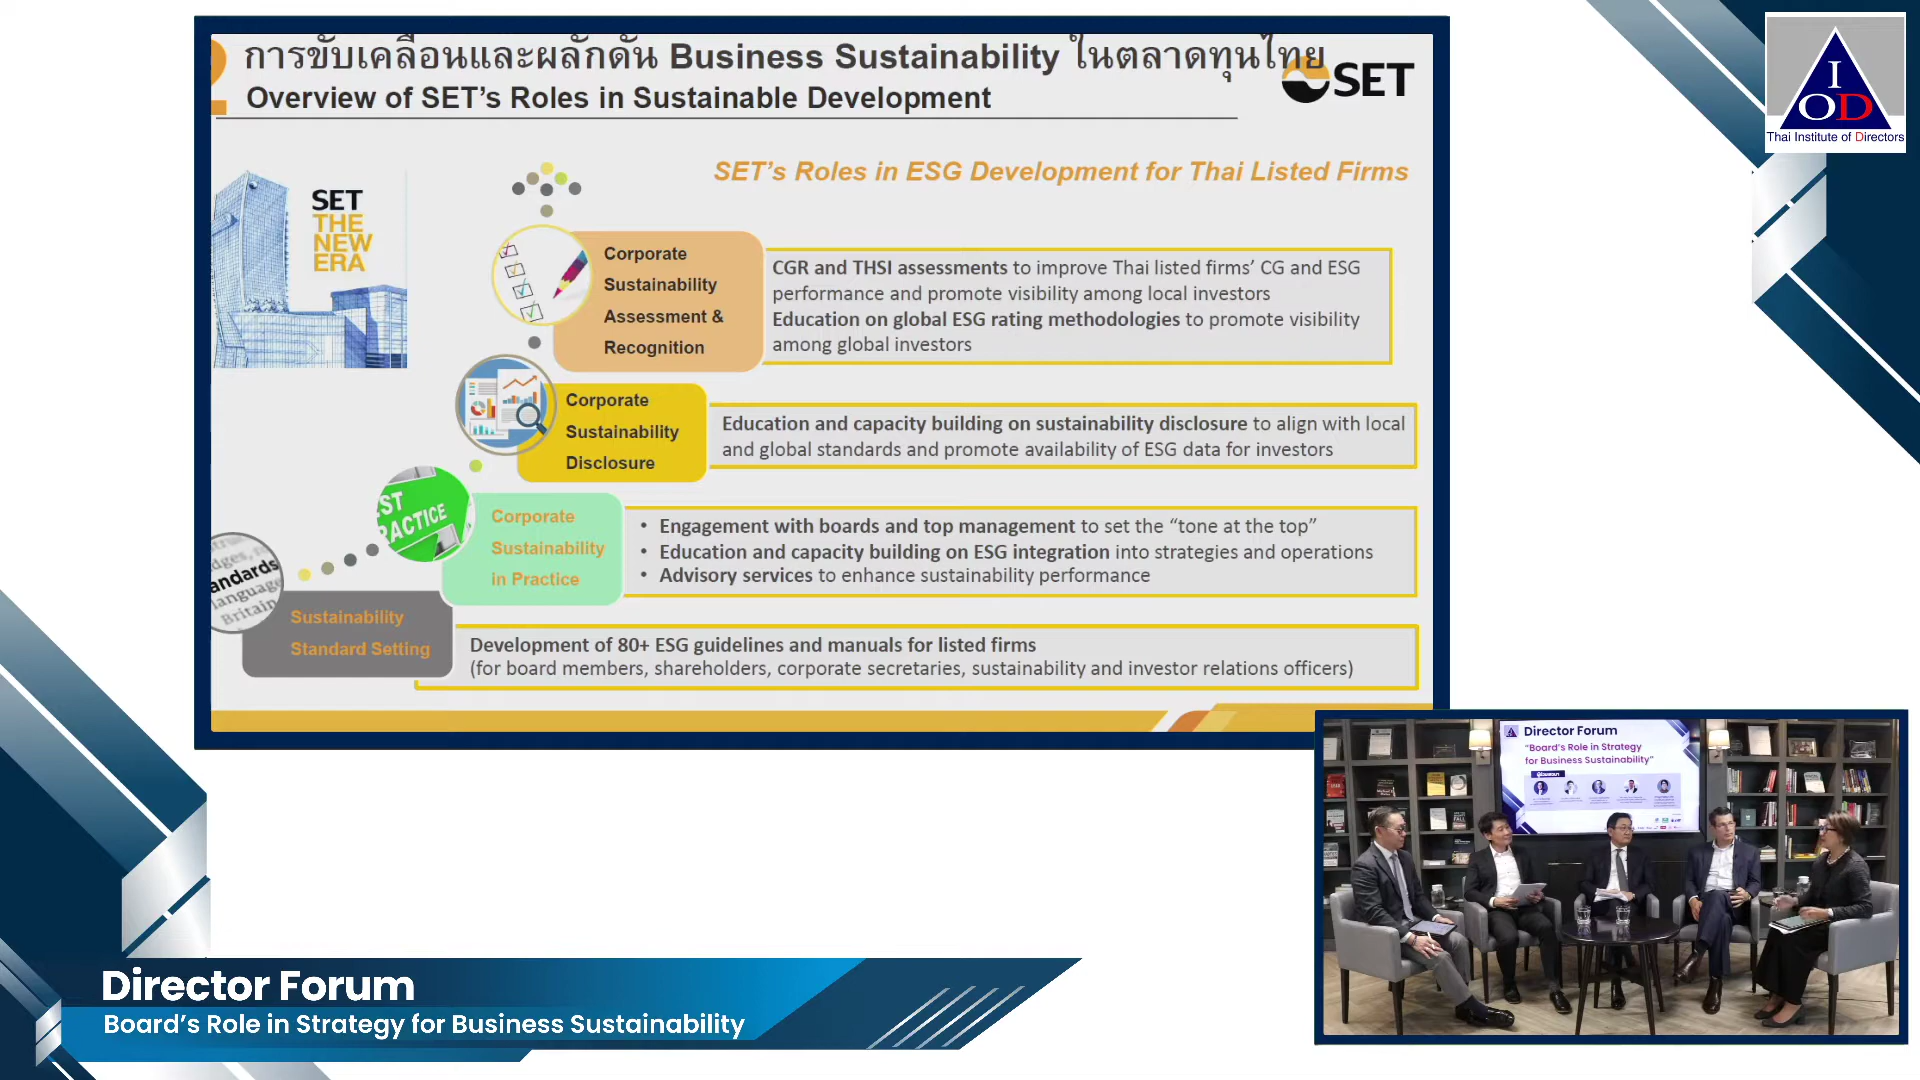 การขับเคลื่อนและผลักดัน Business Sustainability ในตลาดทุนไทย
Overview of SET’s Roles in Sustainable Development
SET
IOD
Thai Institute of Directors
SET’s Roles in ESG Development for Thai Listed Firms
SET
THE
NEW
ERA
Corporate
Sustainability
Assessment &
Recognition
CGR and THSI assessments to improve Thai listed firms’ CG and ESG
performance and promote visibility among local investors
Education on global ESG rating methodologies to promote visibility
among global investors
Corporate
Sustainability
Disclosure
Education and capacity building on sustainability disclosure to align with local
and global standards and promote availability of ESG data for investors
ST
RACTICE
Corporate
Sustainability
in Practice
• Engagement with boards and top management to set the “tone at the top”
• Education and capacity building on ESG integration into strategies and operations
• Advisory services to enhance sustainability performance
andards
language
Britain
Sustainability
Standard Setting
Development of 80+ ESG guidelines and manuals for listed firms
(for board members, shareholders, corporate secretaries, sustainability and investor relations officers)
Director Forum
“Board’s Role in Strategy
for Business Sustainability”
Director Forum
Board’s Role in Strategy for Business Sustainability